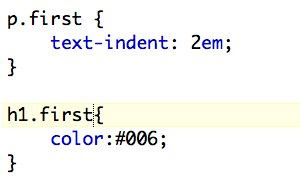 p.first {
    text-indent: 2em;
}

h1.first{
    color:#006;
}